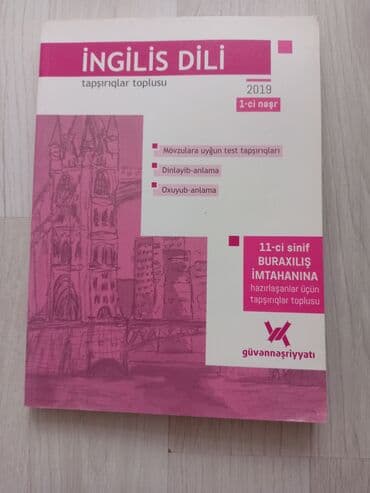 İNGİLİS DİLİ
tapşırıqlar toplusu
2019
1-ci nəşr
Mövzulara uyğun test tapşırıqları
Dinləyib-anlama
Oxuyub-anlama
11-ci sinif
BURAXILIŞ
İMTAHANINA
hazırlaşanlar üçün
tapşırıqlar toplusu
güvənnəşriyyatı